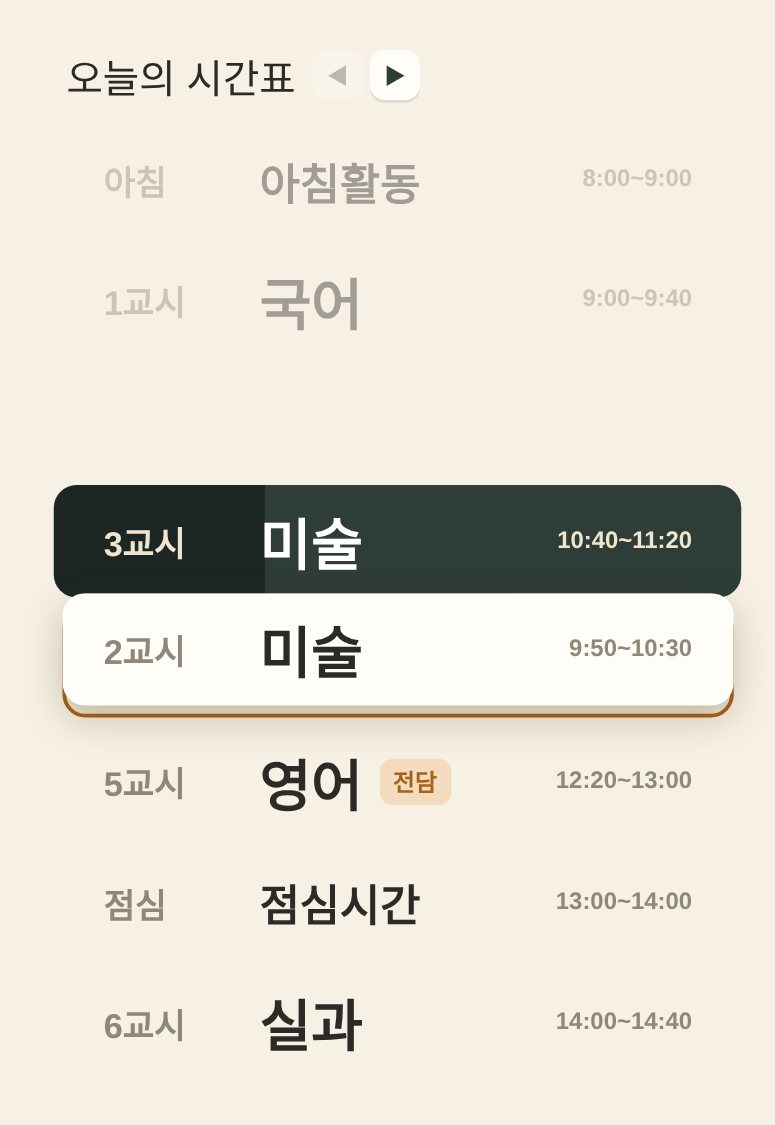 오늘의 시간표 ◀ ▶
아침 아침활동 8:00~9:00
1교시 국어 9:00~9:40
3교시 미술 10:40~11:20
2교시 미술 9:50~10:30
5교시 영어 전담 12:20~13:00
점심 점심시간 13:00~14:00
6교시 실과 14:00~14:40